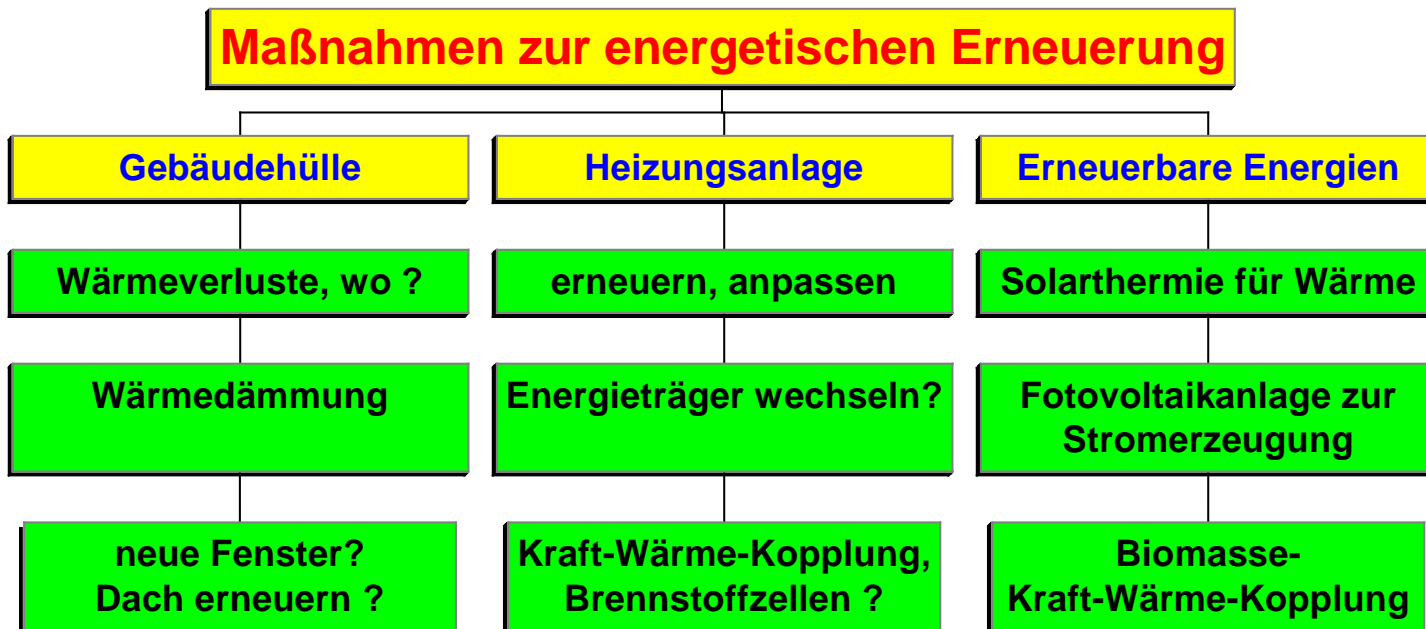 Maßnahmen zur energetischen Erneuerung
Gebäudehülle
Heizungsanlage
Erneuerbare Energien
Wärmeverluste, wo ?
erneuern, anpassen
Solarthermie für Wärme
Wärmedämmung
Energieträger wechseln?
Fotovoltaikanlage zur
Stromerzeugung
neue Fenster?
Dach erneuern ?
Kraft-Wärme-Kopplung,
Brennstoffzellen ?
Biomasse-
Kraft-Wärme-Kopplung